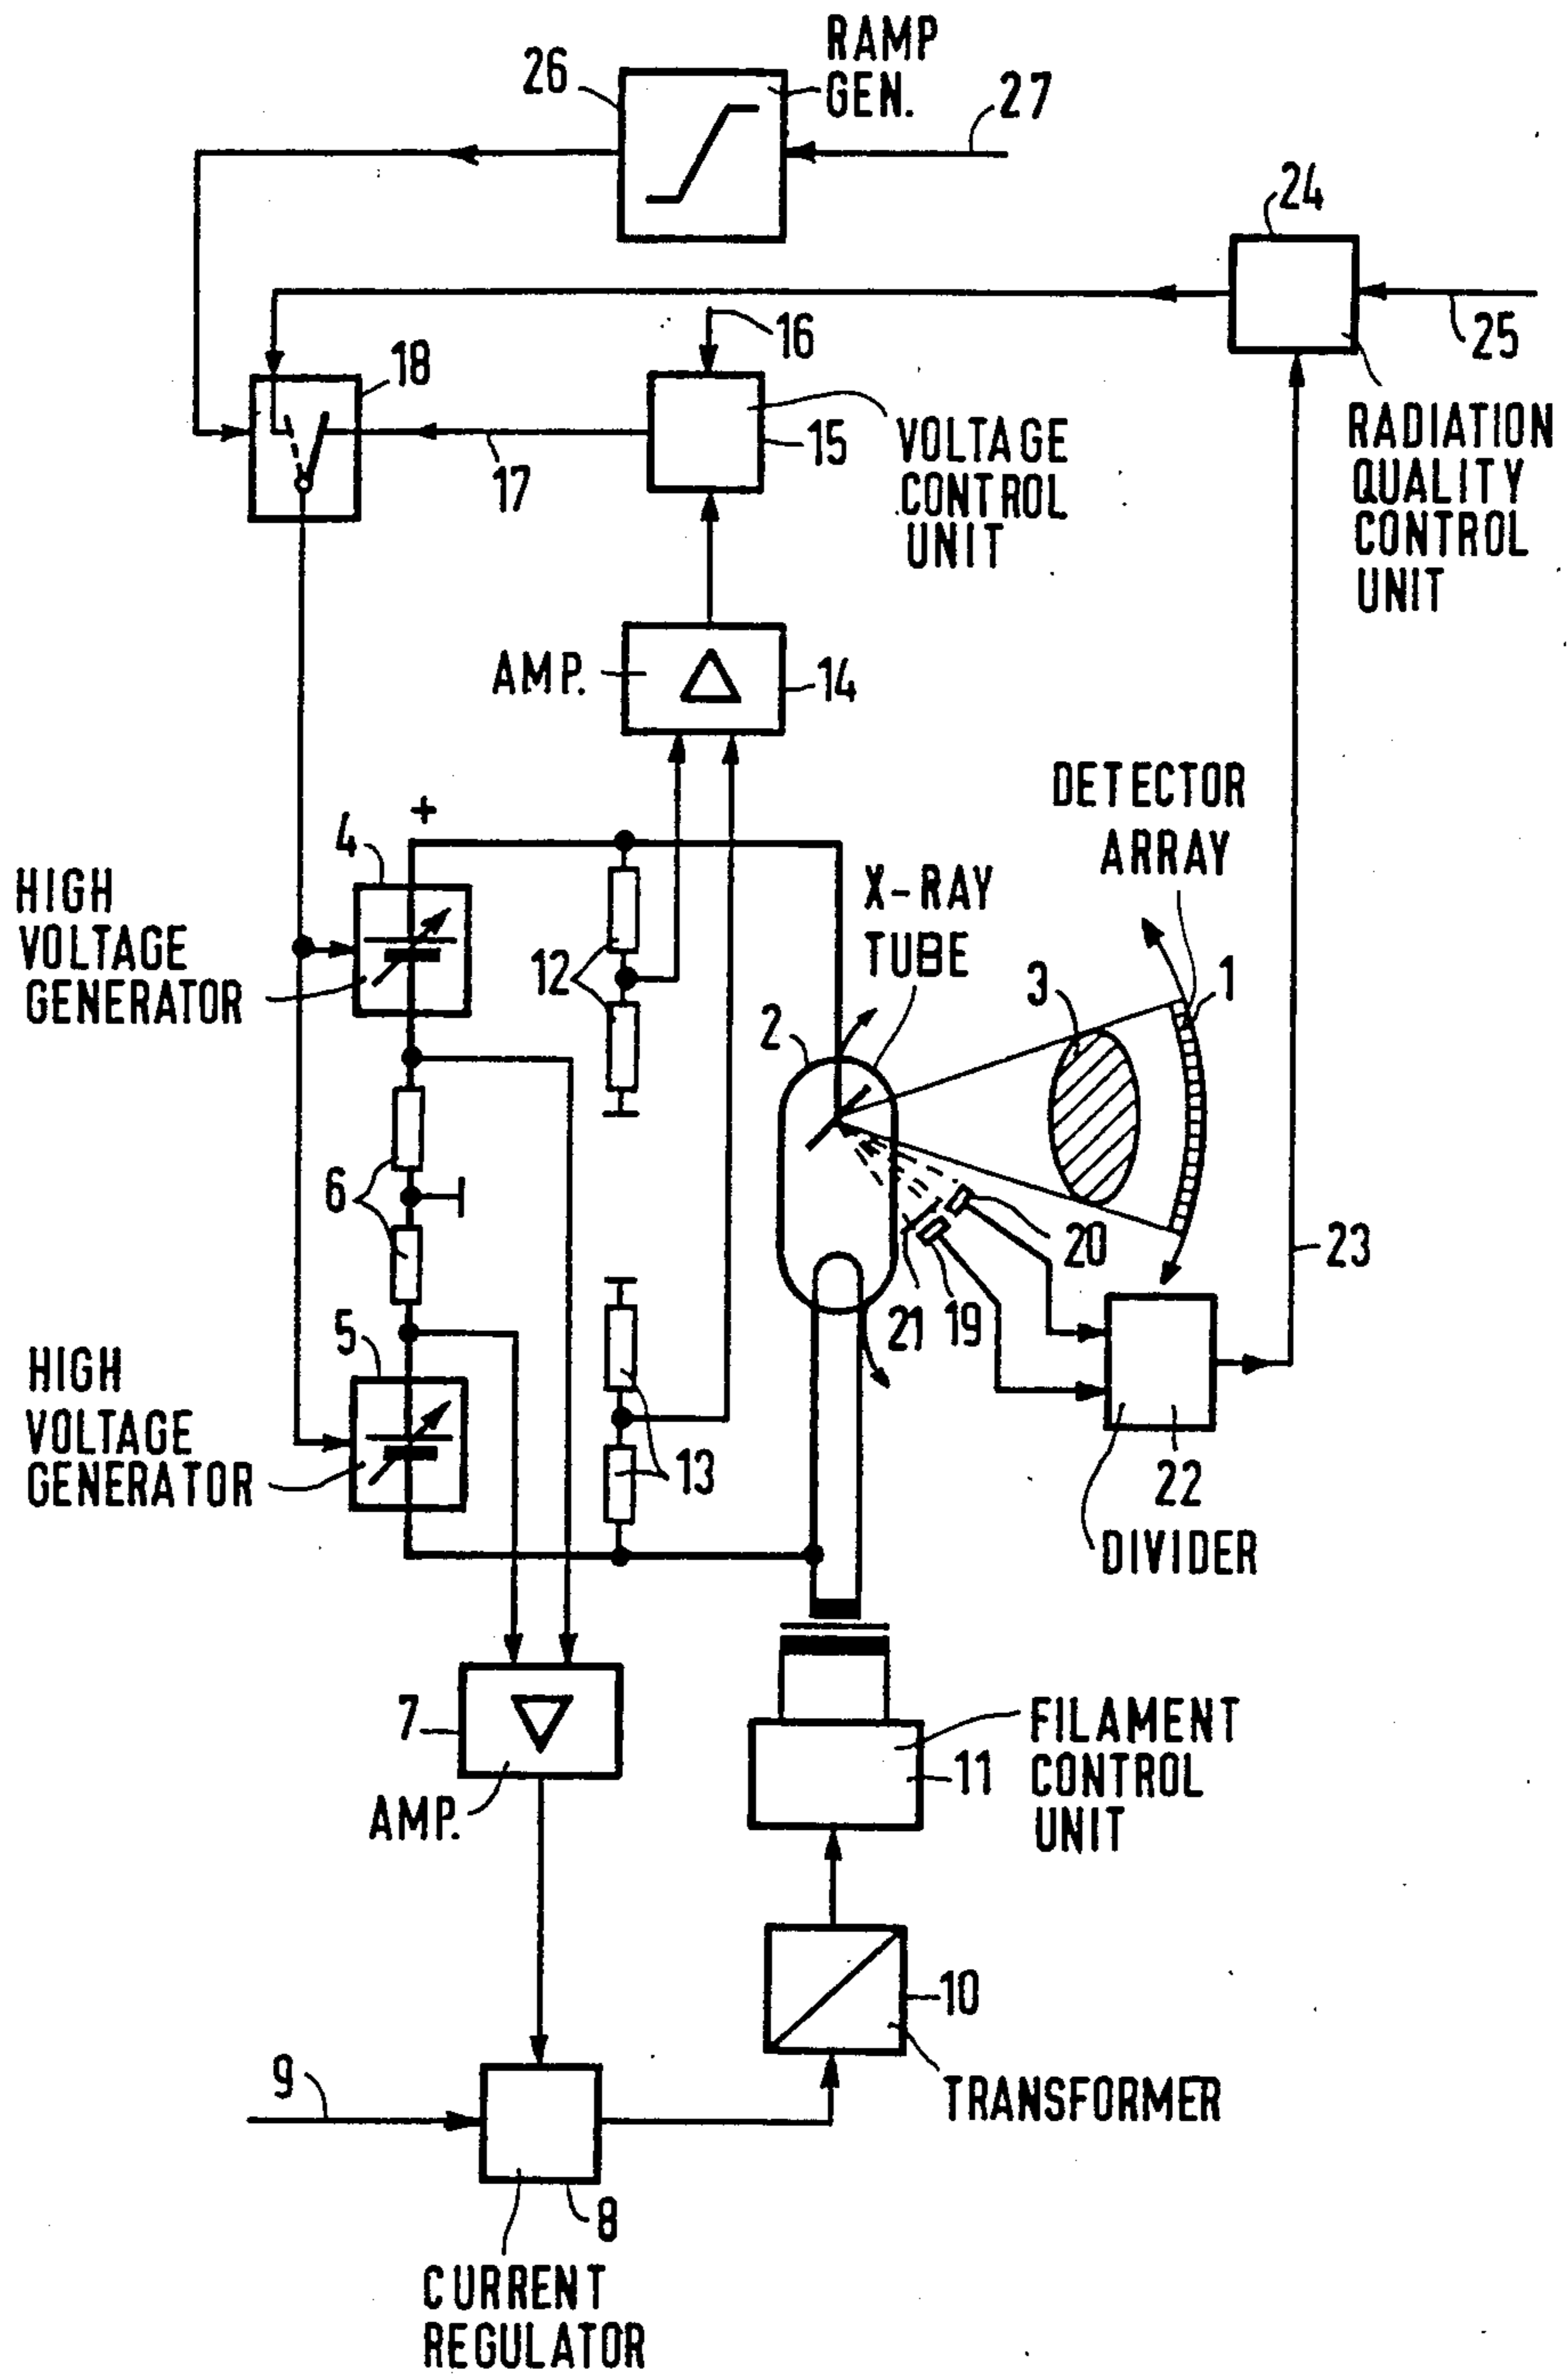 RAMP
GEN.
26
27
24
25
16
18
15
17
VOLTAGE
CONTROL
UNIT
RADIATION
QUALITY
CONTROL
UNIT
AMP.
14
DETECTOR
ARRAY
+
4
HIGH
VOLTAGE
GENERATOR
12
X-RAY
TUBE
3
1
2
6
20
23
21
19
5
HIGH
VOLTAGE
GENERATOR
13
22
DIVIDER
7
AMP.
FILAMENT
CONTROL
UNIT
11
10
TRANSFORMER
9
8
CURRENT
REGULATOR